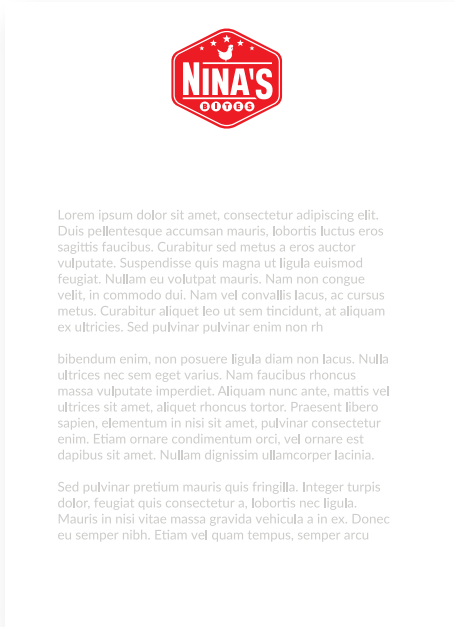 NINA'S
BITES
Lorem ipsum dolor sit amet, consectetur adipiscing elit.
Duis pellentesque accumsan mauris, lobortis luctus eros
sagittis faucibus. Curabitur sed metus a eros auctor
vulputate. Suspendisse quis magna ut ligula euismod
feugiat. Nullam eu volutpat mauris. Nam non congue
velit, in commodo dui. Nam vel convallis lacus, ac cursus
metus. Curabitur aliquet leo ut sem tincidunt, at aliquam
ex ultricies. Sed pulvinar pulvinar enim non rh
bibendum enim, non posuere ligula diam non lacus. Nulla
ultrices nec sem eget varius. Nam faucibus rhoncus
massa vulputate imperdiet. Aliquam nunc ante, mattis vel
ultrices sit amet, aliquet rhoncus tortor. Praesent libero
sapien, elementum in nisi sit amet, pulvinar consectetur
enim. Etiam ornare condimentum orci, vel ornare est
dapibus sit amet. Nullam dignissim ullamcorper lacinia.
Sed pulvinar pretium mauris quis fringilla. Integer turpis
dolor, feugiat quis consectetur a, lobortis nec ligula.
Mauris in nisi vitae massa gravida vehicula a in ex. Donec
eu semper nibh. Etiam vel quam tempus, semper arcu